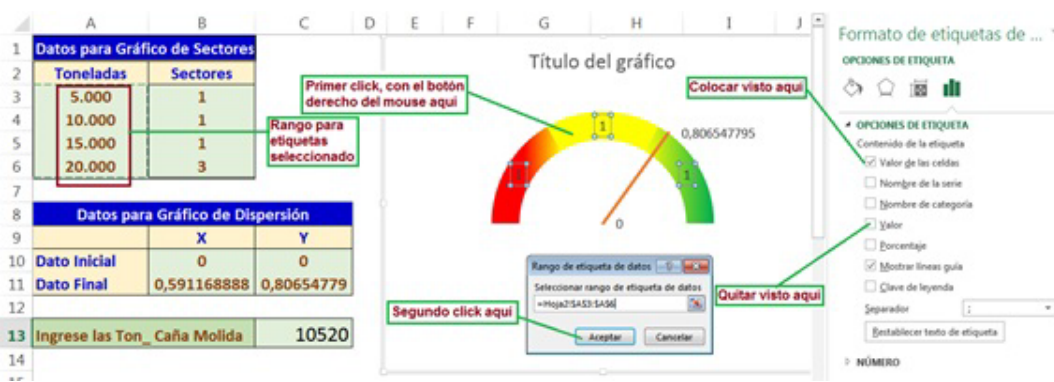 A B C D E F G H I J
1 Datos para Gráfico de Sectores
2 Toneladas Sectores
3 5.000 1
4 10.000 1
5 15.000 1
6 20.000 3
7
8 Datos para Gráfico de Dispersión
9 X Y
10 Dato Inicial 0 0
11 Dato Final 0,591168888 0,80654779
12
13 Ingrese las Ton_ Caña Molida 10520
14
Rango para
etiquetas
seleccionado
Título del gráfico
Primer click, con el botón
derecho del mouse aqui
Colocar visto aqui
1
0,806547795
1
1
0
Rango de etiqueta de datos
Seleccionar rango de etiqueta de datos
=Hoja2!$A$3:$A$6
Aceptar Cancelar
Segundo click aqui
Quitar visto aqui
Formato de etiquetas de ...
OPCIONES DE ETIQUETA
OPCIONES DE ETIQUETA
Contenido de la etiqueta
Valor de las celdas
Nombre de la serie
Nombre de categoría
Valor
Porcentaje
Mostrar líneas guía
Clave de leyenda
Separador ;
Restablecer texto de etiqueta
NÚMERO